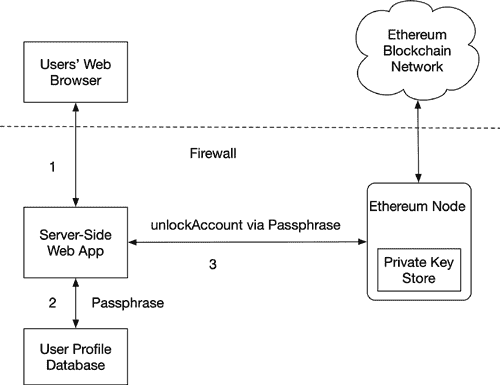 Users' Web
Browser
Ethereum
Blockchain
Network
Firewall
1
Server-Side
Web App
unlockAccount via Passphrase
3
Ethereum Node
Private Key
Store
2
Passphrase
User Profile
Database